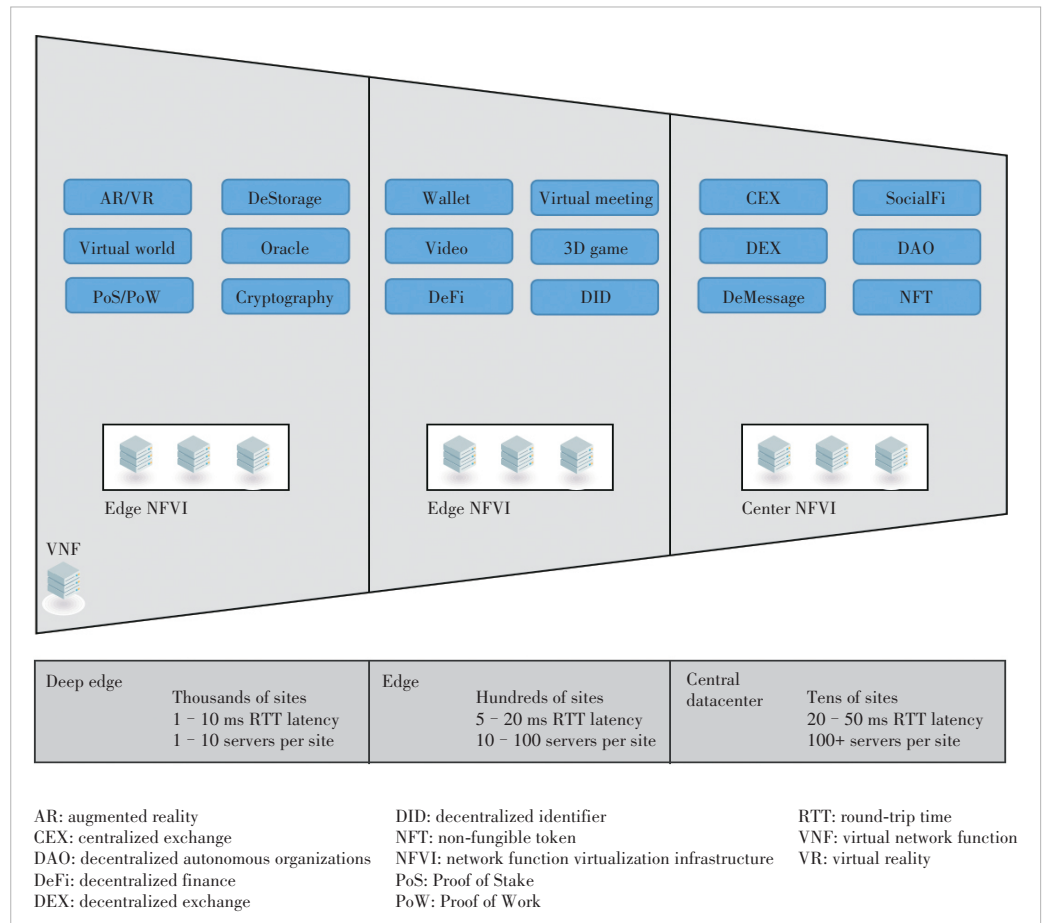 AR/VR
DeStorage
Virtual world
Oracle
PoS/PoW
Cryptography
Wallet
Virtual meeting
Video
3D game
DeFi
DID
CEX
SocialFi
DEX
DAO
DeMessage
NFT
Edge NFVI
Edge NFVI
Center NFVI
VNF
Deep edge
Thousands of sites
1 – 10 ms RTT latency
1 – 10 servers per site
Edge
Hundreds of sites
5 – 20 ms RTT latency
10 – 100 servers per site
Central
datacenter
Tens of sites
20 – 50 ms RTT latency
100+ servers per site
AR: augmented reality
CEX: centralized exchange
DAO: decentralized autonomous organizations
DeFi: decentralized finance
DEX: decentralized exchange
DID: decentralized identifier
NFT: non-fungible token
NFVI: network function virtualization infrastructure
PoS: Proof of Stake
PoW: Proof of Work
RTT: round-trip time
VNF: virtual network function
VR: virtual reality